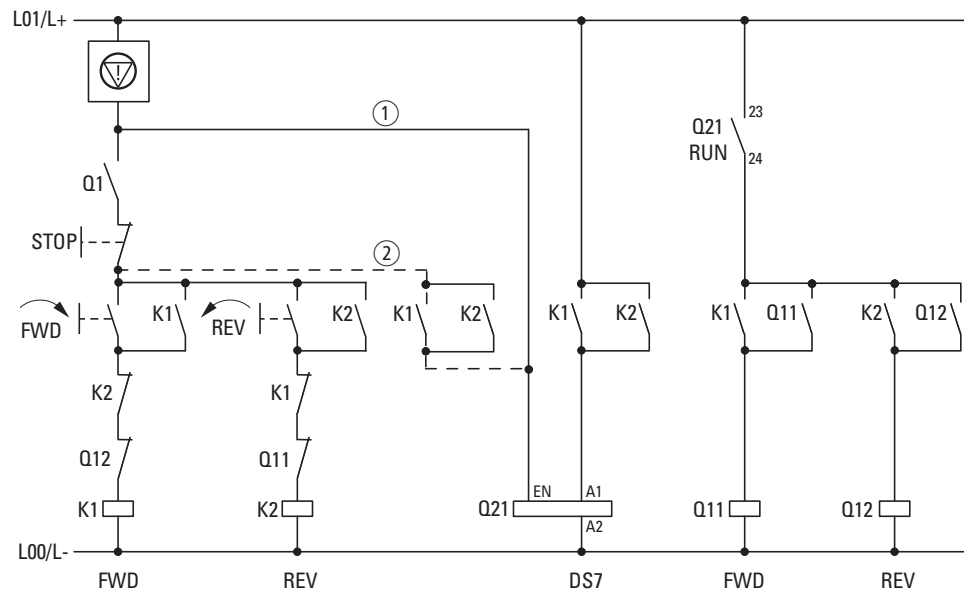 L01/L+
!
1
23
Q21
RUN
24
Q1
STOP
2
FWD
K1
REV
K2
K1
K2
K1
K2
K1
Q11
K2
Q12
K2
K1
Q12
Q11
K1
K2
Q21
EN
A1
A2
Q11
Q12
L00/L-
FWD
REV
DS7
FWD
REV